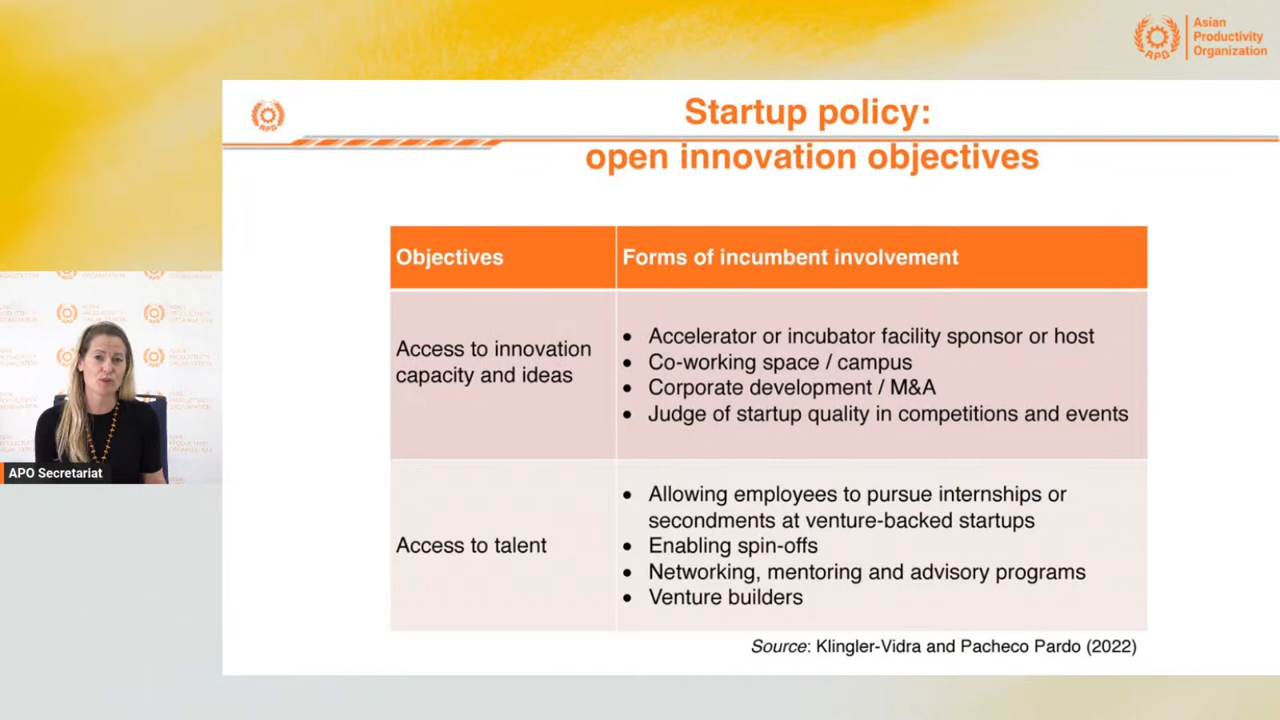 Asian
Productivity
Organization
APO
APO
Startup policy:
open innovation objectives
Objectives
Forms of incumbent involvement
Access to innovation
capacity and ideas
• Accelerator or incubator facility sponsor or host
• Co-working space / campus
• Corporate development / M&A
• Judge of startup quality in competitions and events
Access to talent
• Allowing employees to pursue internships or
secondments at venture-backed startups
• Enabling spin-offs
• Networking, mentoring and advisory programs
• Venture builders
Source: Klingler-Vidra and Pacheco Pardo (2022)
APO Secretariat